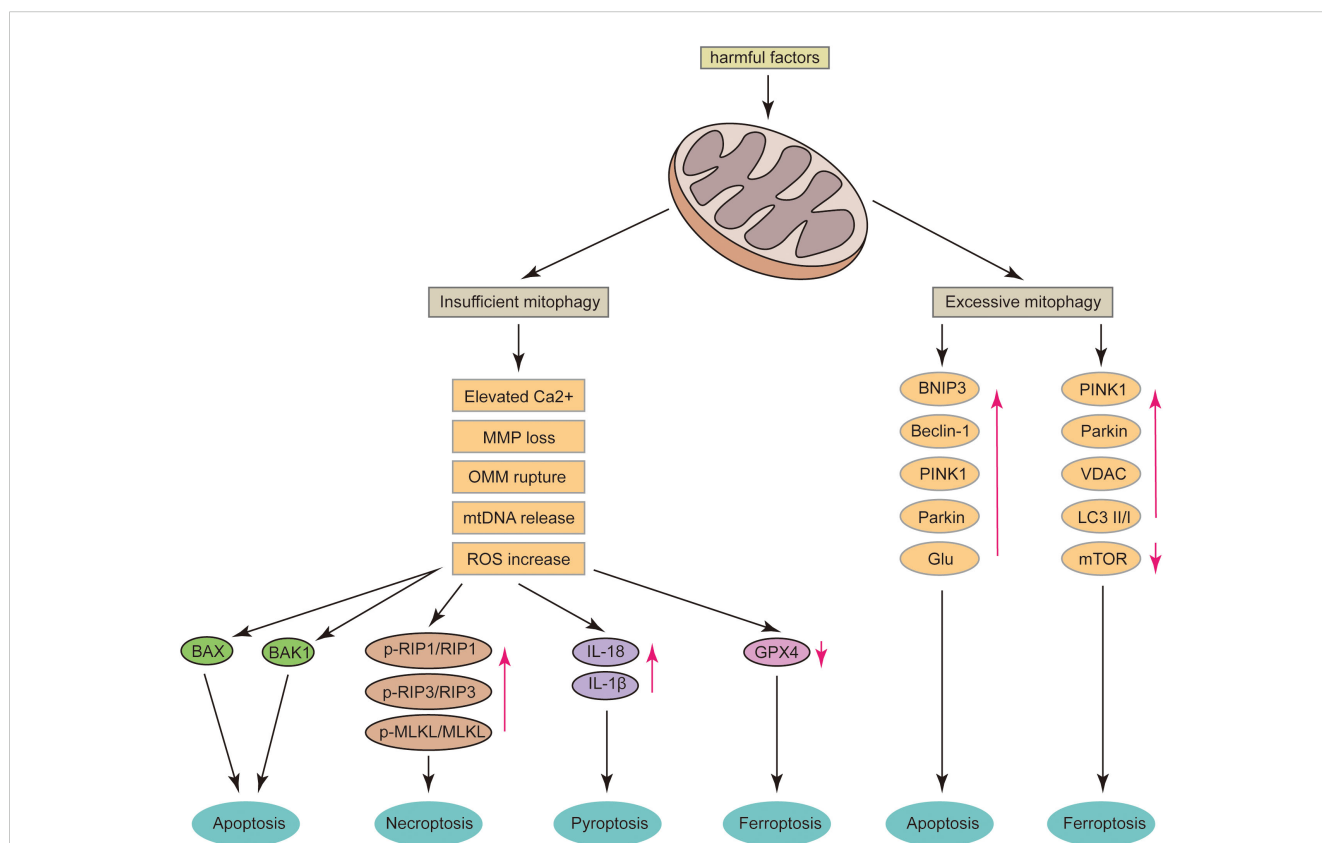 harmful factors
Insufficient mitophagy
Excessive mitophagy
Elevated Ca2+
MMP loss
OMM rupture
mtDNA release
ROS increase
BNIP3
Beclin-1
PINK1
Parkin
Glu
PINK1
Parkin
VDAC
LC3 II/I
mTOR
BAX
BAK1
p-RIP1/RIP1
p-RIP3/RIP3
p-MLKL/MLKL
IL-18
IL-1β
GPX4
Apoptosis
Necroptosis
Pyroptosis
Ferroptosis
Apoptosis
Ferroptosis